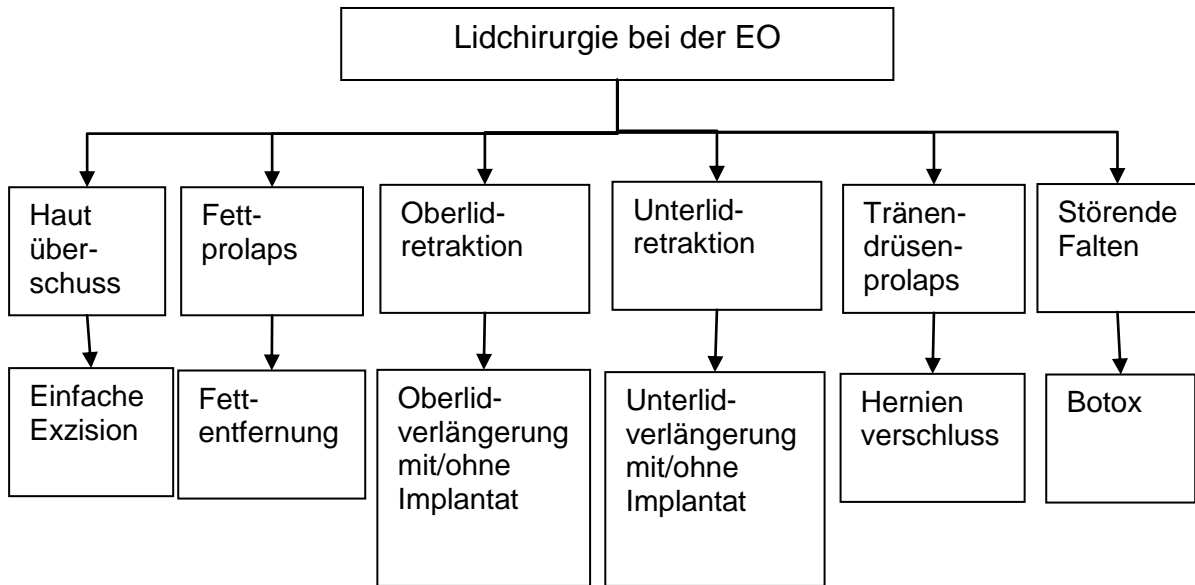 Lidchirurgie bei der EO
Haut
über-
schuss
Fett-
prolaps
Oberlid-
retraktion
Unterlid-
retraktion
Tränen-
drüsen-
prolaps
Störende
Falten
Einfache
Exzision
Fett-
entfernung
Oberlid-
verlängerung
mit/ohne
Implantat
Unterlid-
verlängerung
mit/ohne
Implantat
Hernien
verschluss
Botox